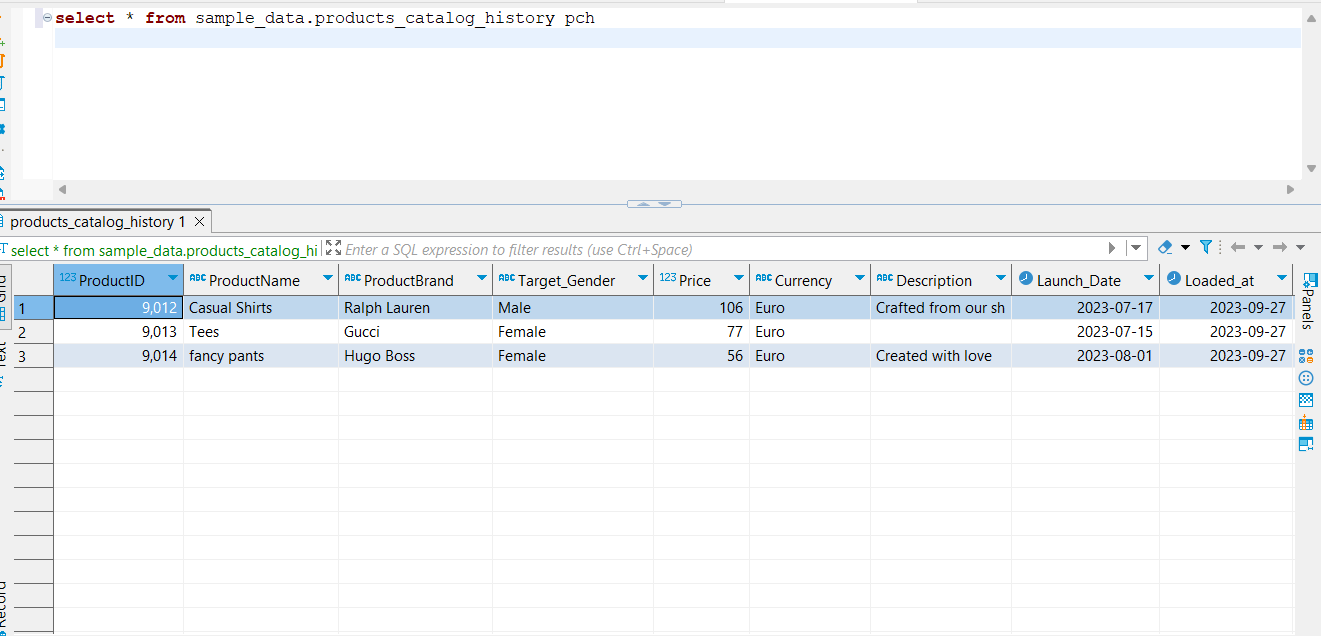 select * from sample_data.products_catalog_history pch
products_catalog_history 1
select * from sample_data.products_catalog_hi Enter a SQL expression to filter results (use Ctrl+Space)
123 ProductID ABC ProductName ABC ProductBrand ABC Target_Gender 123 Price ABC Currency ABC Description Launch_Date Loaded_at
1 9,012 Casual Shirts Ralph Lauren Male 106 Euro Crafted from our sh 2023-07-17 2023-09-27
2 9,013 Tees Gucci Female 77 Euro 2023-07-15 2023-09-27
3 9,014 fancy pants Hugo Boss Female 56 Euro Created with love 2023-08-01 2023-09-27
Panels
Record